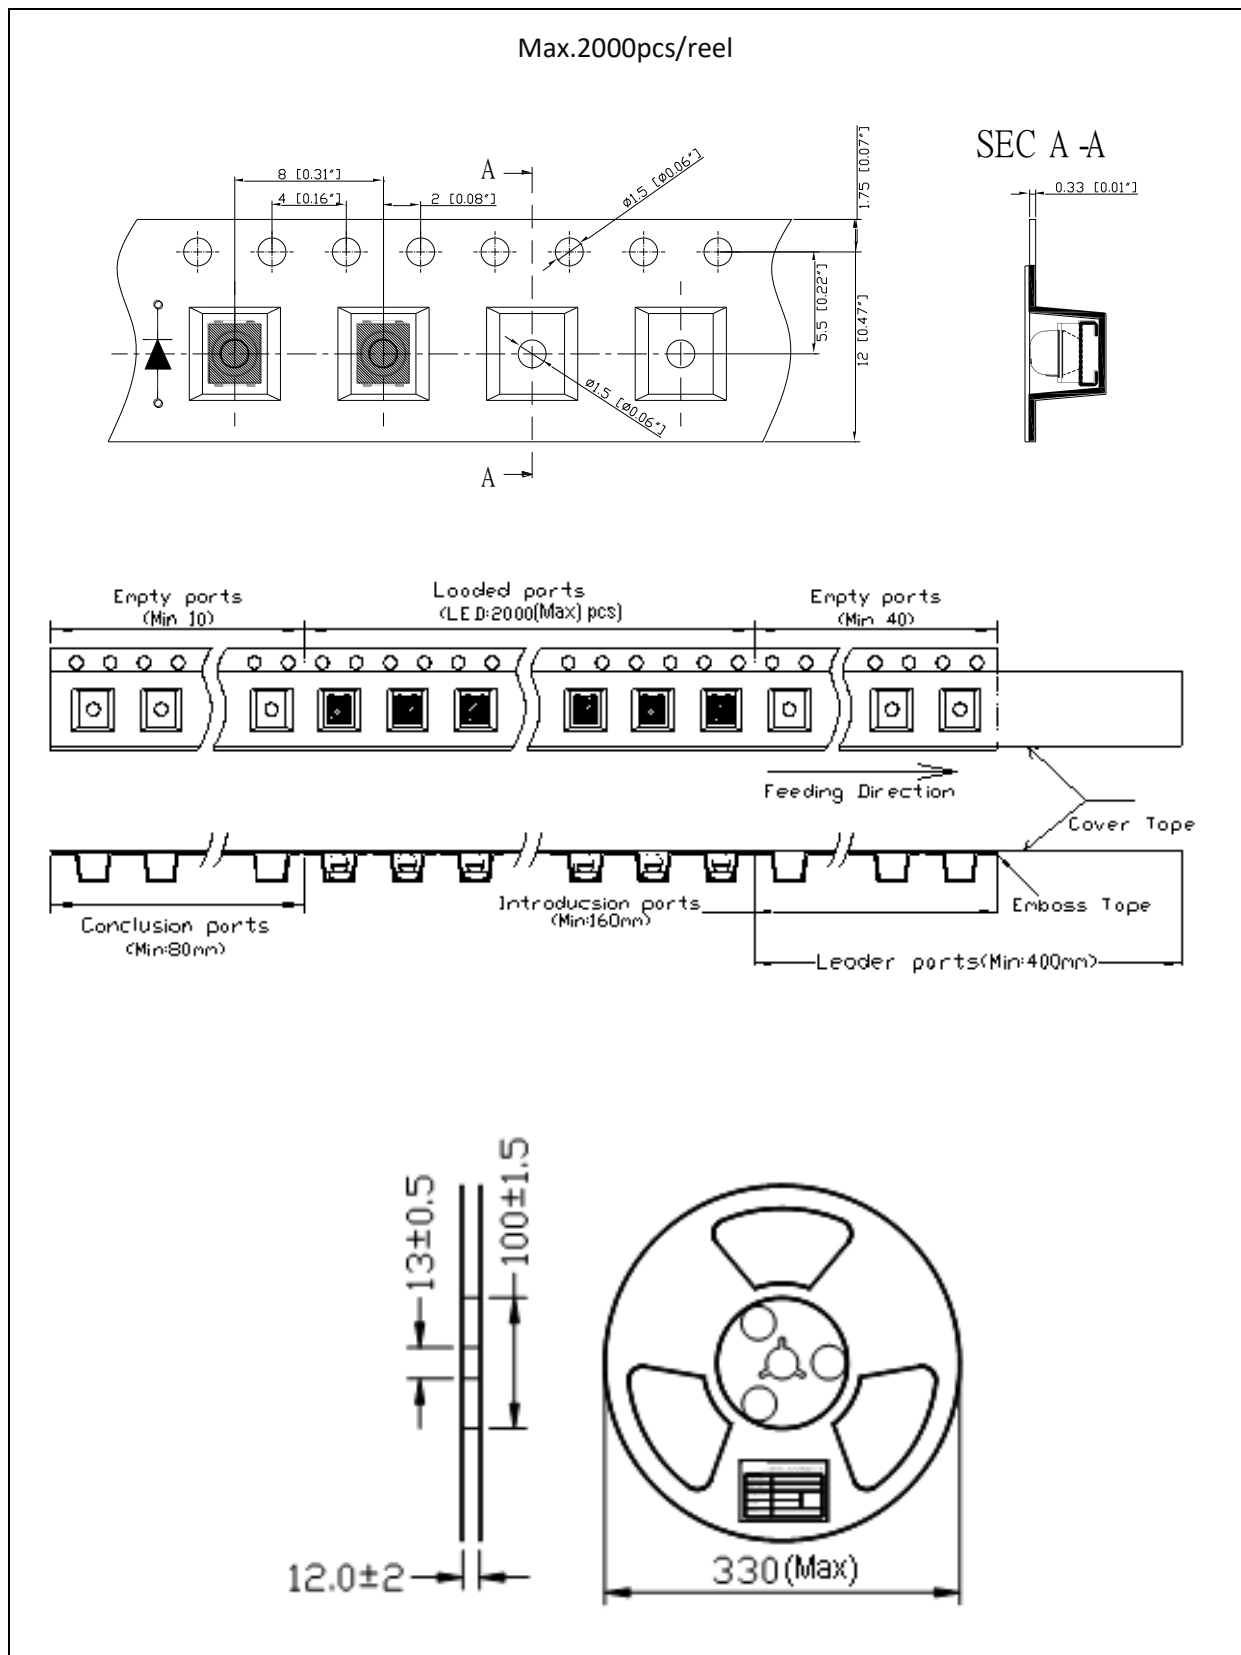 Max.2000pcs/reel
SEC A -A
A
8 [0.31"]
4 [0.16"]
2 [0.08"]
ø1.5 [ø0.06"]
1.75 [0.07"]
0.33 [0.01"]
5.5 [0.22"]
12 [0.47"]
ø1.5 [ø0.06"]
A
Empty ports
(Min 10)
Looded ports
(LED:2000(Max) pcs)
Empty ports
(Min 40)
Feeding Direction
Cover Tope
Introducsion ports
(Min:160mm)
Emboss Tope
Conclusion ports
(Min:80mm)
Leoder ports(Min:400mm)
13±0.5
100±1.5
12.0±2
330(Max)